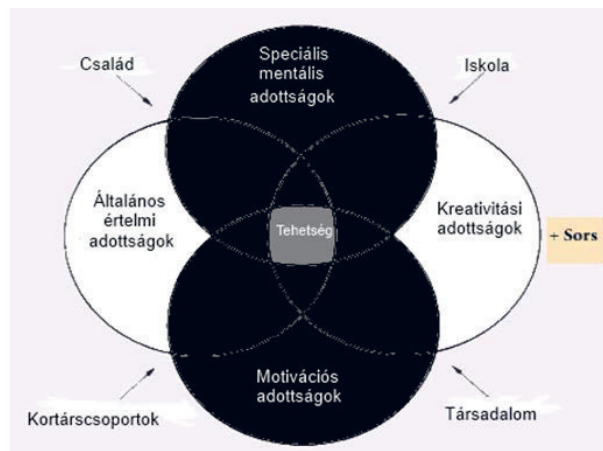 Speciális
mentális
adottságok
Család
Iskola
Általános
értelmi
adottságok
Tehetség
Kreativitási
adottságok
+ Sors
Motivációs
adottságok
Kortárscsoportok
Társadalom